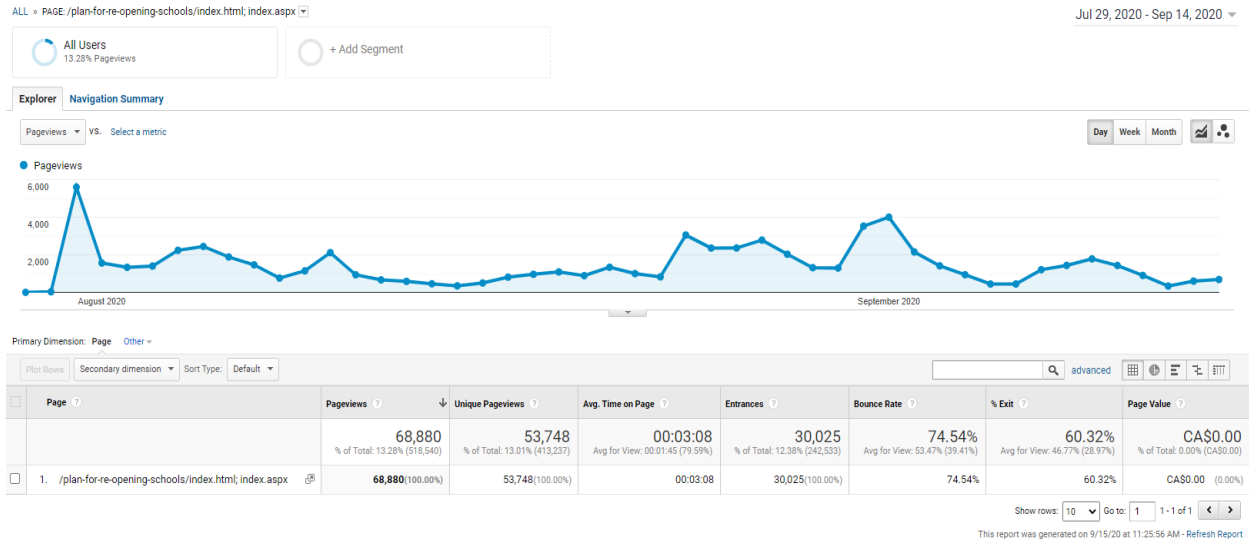 ALL » PAGE: /plan-for-re-opening-schools/index.html; index.aspx
Jul 29, 2020 - Sep 14, 2020
All Users
13.28% Pageviews
+ Add Segment
Explorer Navigation Summary
Pageviews VS. Select a metric
Day Week Month
Pageviews
6,000
4,000
2,000
August 2020 September 2020
Primary Dimension: Page Other
Plot Rows Secondary dimension Sort Type: Default advanced
Page ? Pageviews ? Unique Pageviews ? Avg. Time on Page ? Entrances ? Bounce Rate ? % Exit ? Page Value ?
68,880 53,748 00:03:08 30,025 74.54% 60.32% CA$0.00
% of Total: 13.28% (518,540) % of Total: 13.01% (413,237) Avg for View: 00:01:45 (79.59%) % of Total: 12.38% (242,533) Avg for View: 53.47% (39.41%) Avg for View: 46.77% (28.97%) % of Total: 0.00% (CA$0.00)
1. /plan-for-re-opening-schools/index.html; index.aspx 68,880(100.00%) 53,748(100.00%) 00:03:08 30,025(100.00%) 74.54% 60.32% CA$0.00 (0.00%)
Show rows: 10 Go to: 1 1 - 1 of 1
This report was generated on 9/15/20 at 11:25:56 AM - Refresh Report